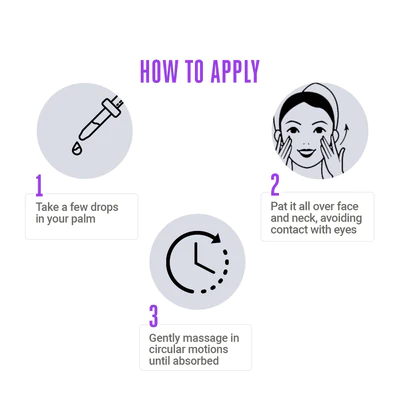 HOW TO APPLY
1
Take a few drops
in your palm
2
Pat it all over face
and neck, avoiding
contact with eyes
3
Gently massage in
circular motions
until absorbed